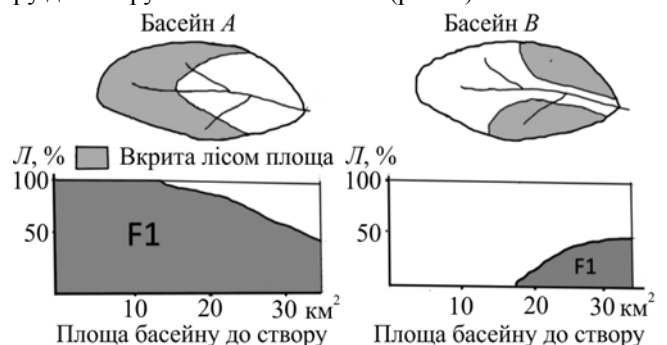 Басейн А
Басейн В
Л, %
Вкрита лісом площа
Л, %
100
50
F1
10
20
30
км²
Площа басейну до створу
100
50
F1
10
20
30
км²
Площа басейну до створу